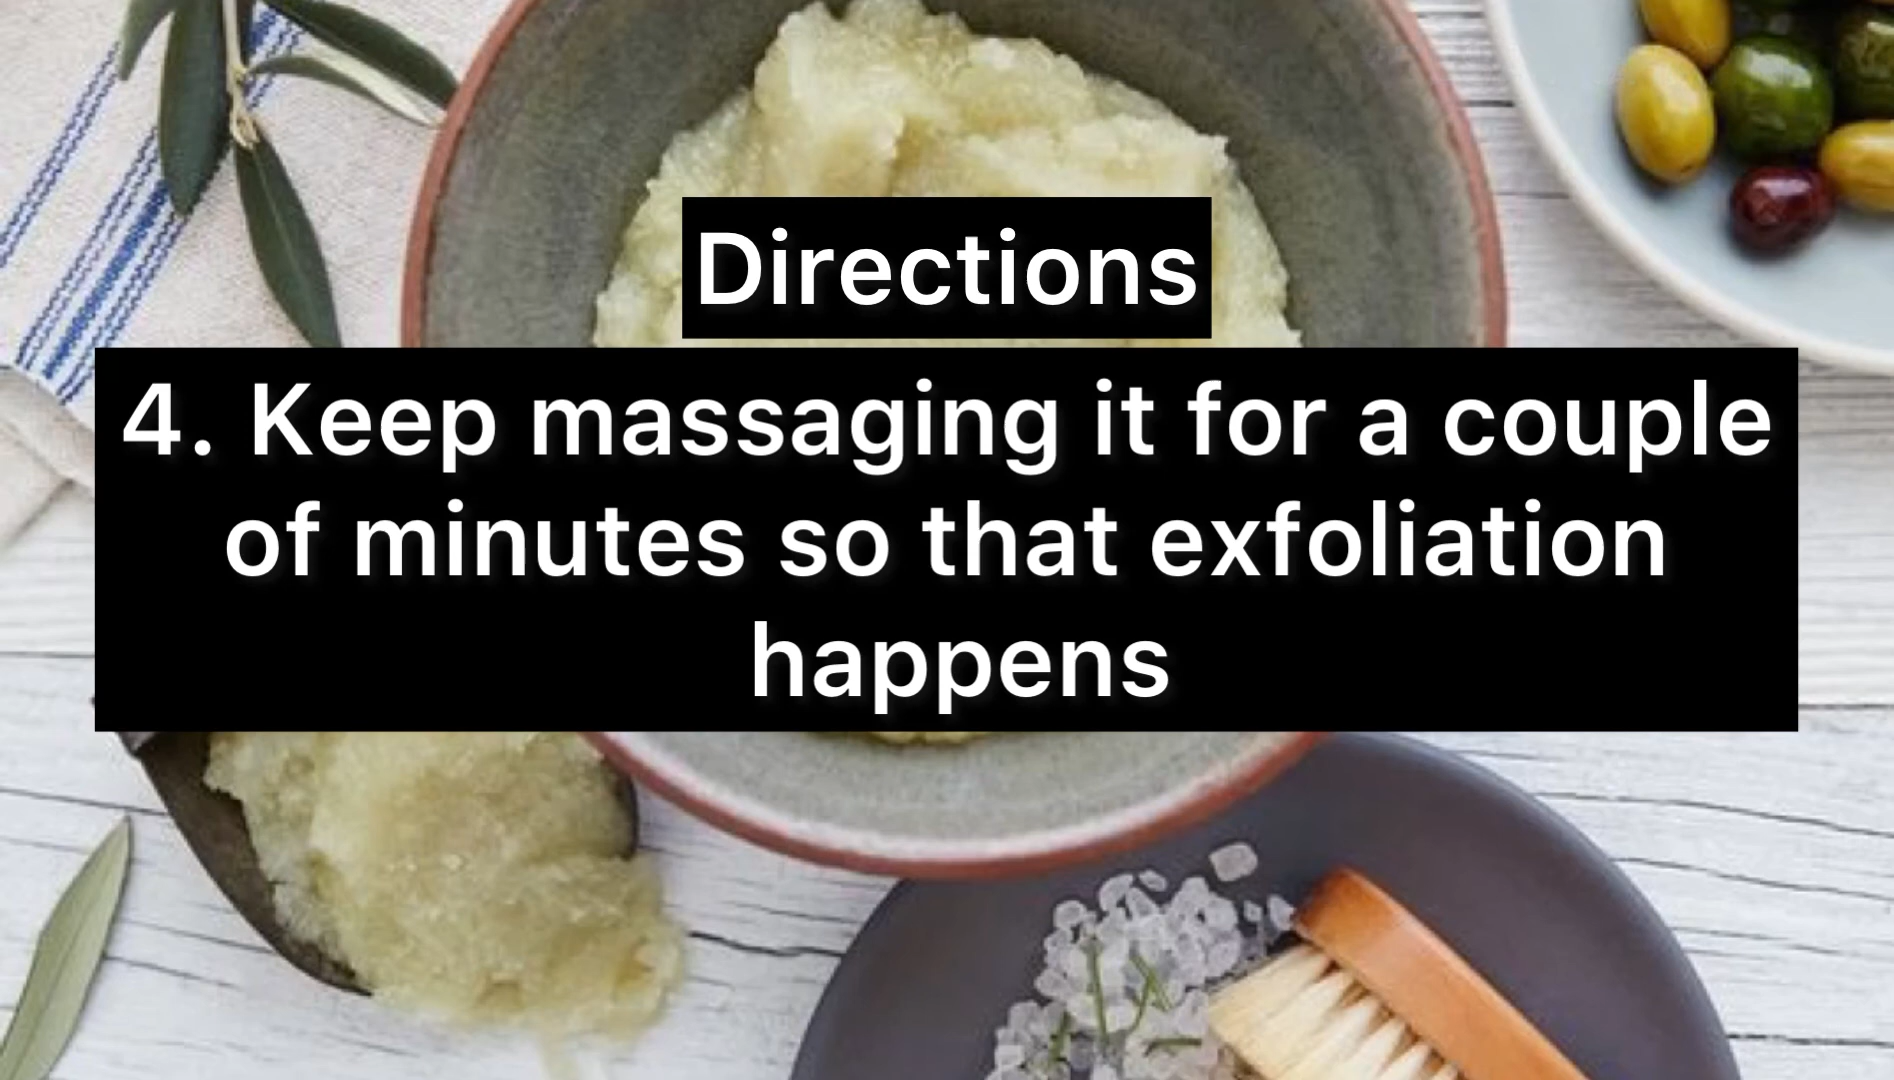 Directions
4. Keep massaging it for a couple
of minutes so that exfoliation
happens